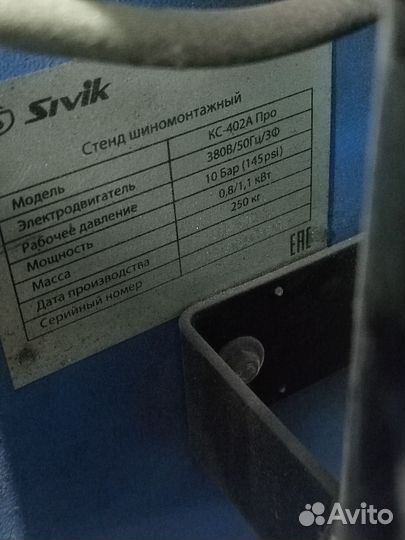 Sivik
Стенд шиномонтажный
Модель КС-402А Про
Электродвигатель 380В/50Гц/3Ф
Рабочее давление 10 Бар (145psi)
Мощность 0,8/1,1 кВт
Масса 250 кг
Дата производства
Серийный номер
EAC
Avito